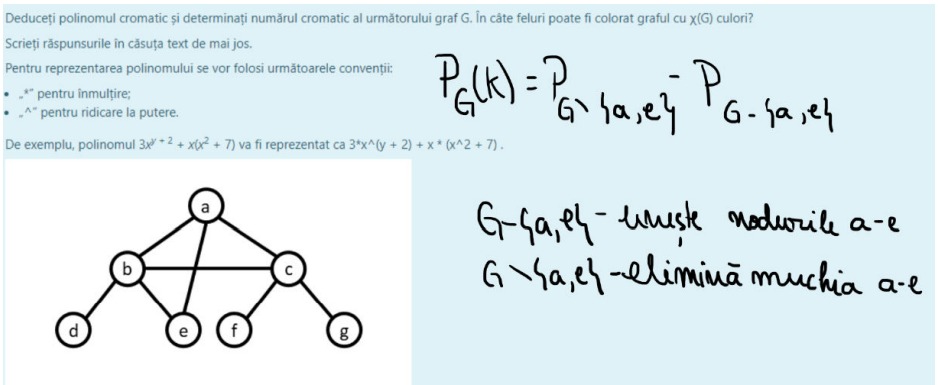 Deduceți polinomul cromatic și determinați numărul cromatic al următorului graf G. În câte feluri poate fi colorat graful cu χ(G) culori?
Scrieți răspunsurile în căsuța text de mai jos.
Pentru reprezentarea polinomului se vor folosi următoarele convenții:
• „*” pentru înmulțire;
• „^” pentru ridicare la putere.
De exemplu, polinomul 3x^{y + 2} + x(x² + 7) va fi reprezentat ca 3*x^(y + 2) + x * (x^2 + 7) .
P_G(k) = P_{G∖{a,e}} - P_{G-{a,e}}
G-{a,e} - unește nodurile a-e
G∖{a,e} - elimină muchia a-e
a
b
c
d
e
f
g